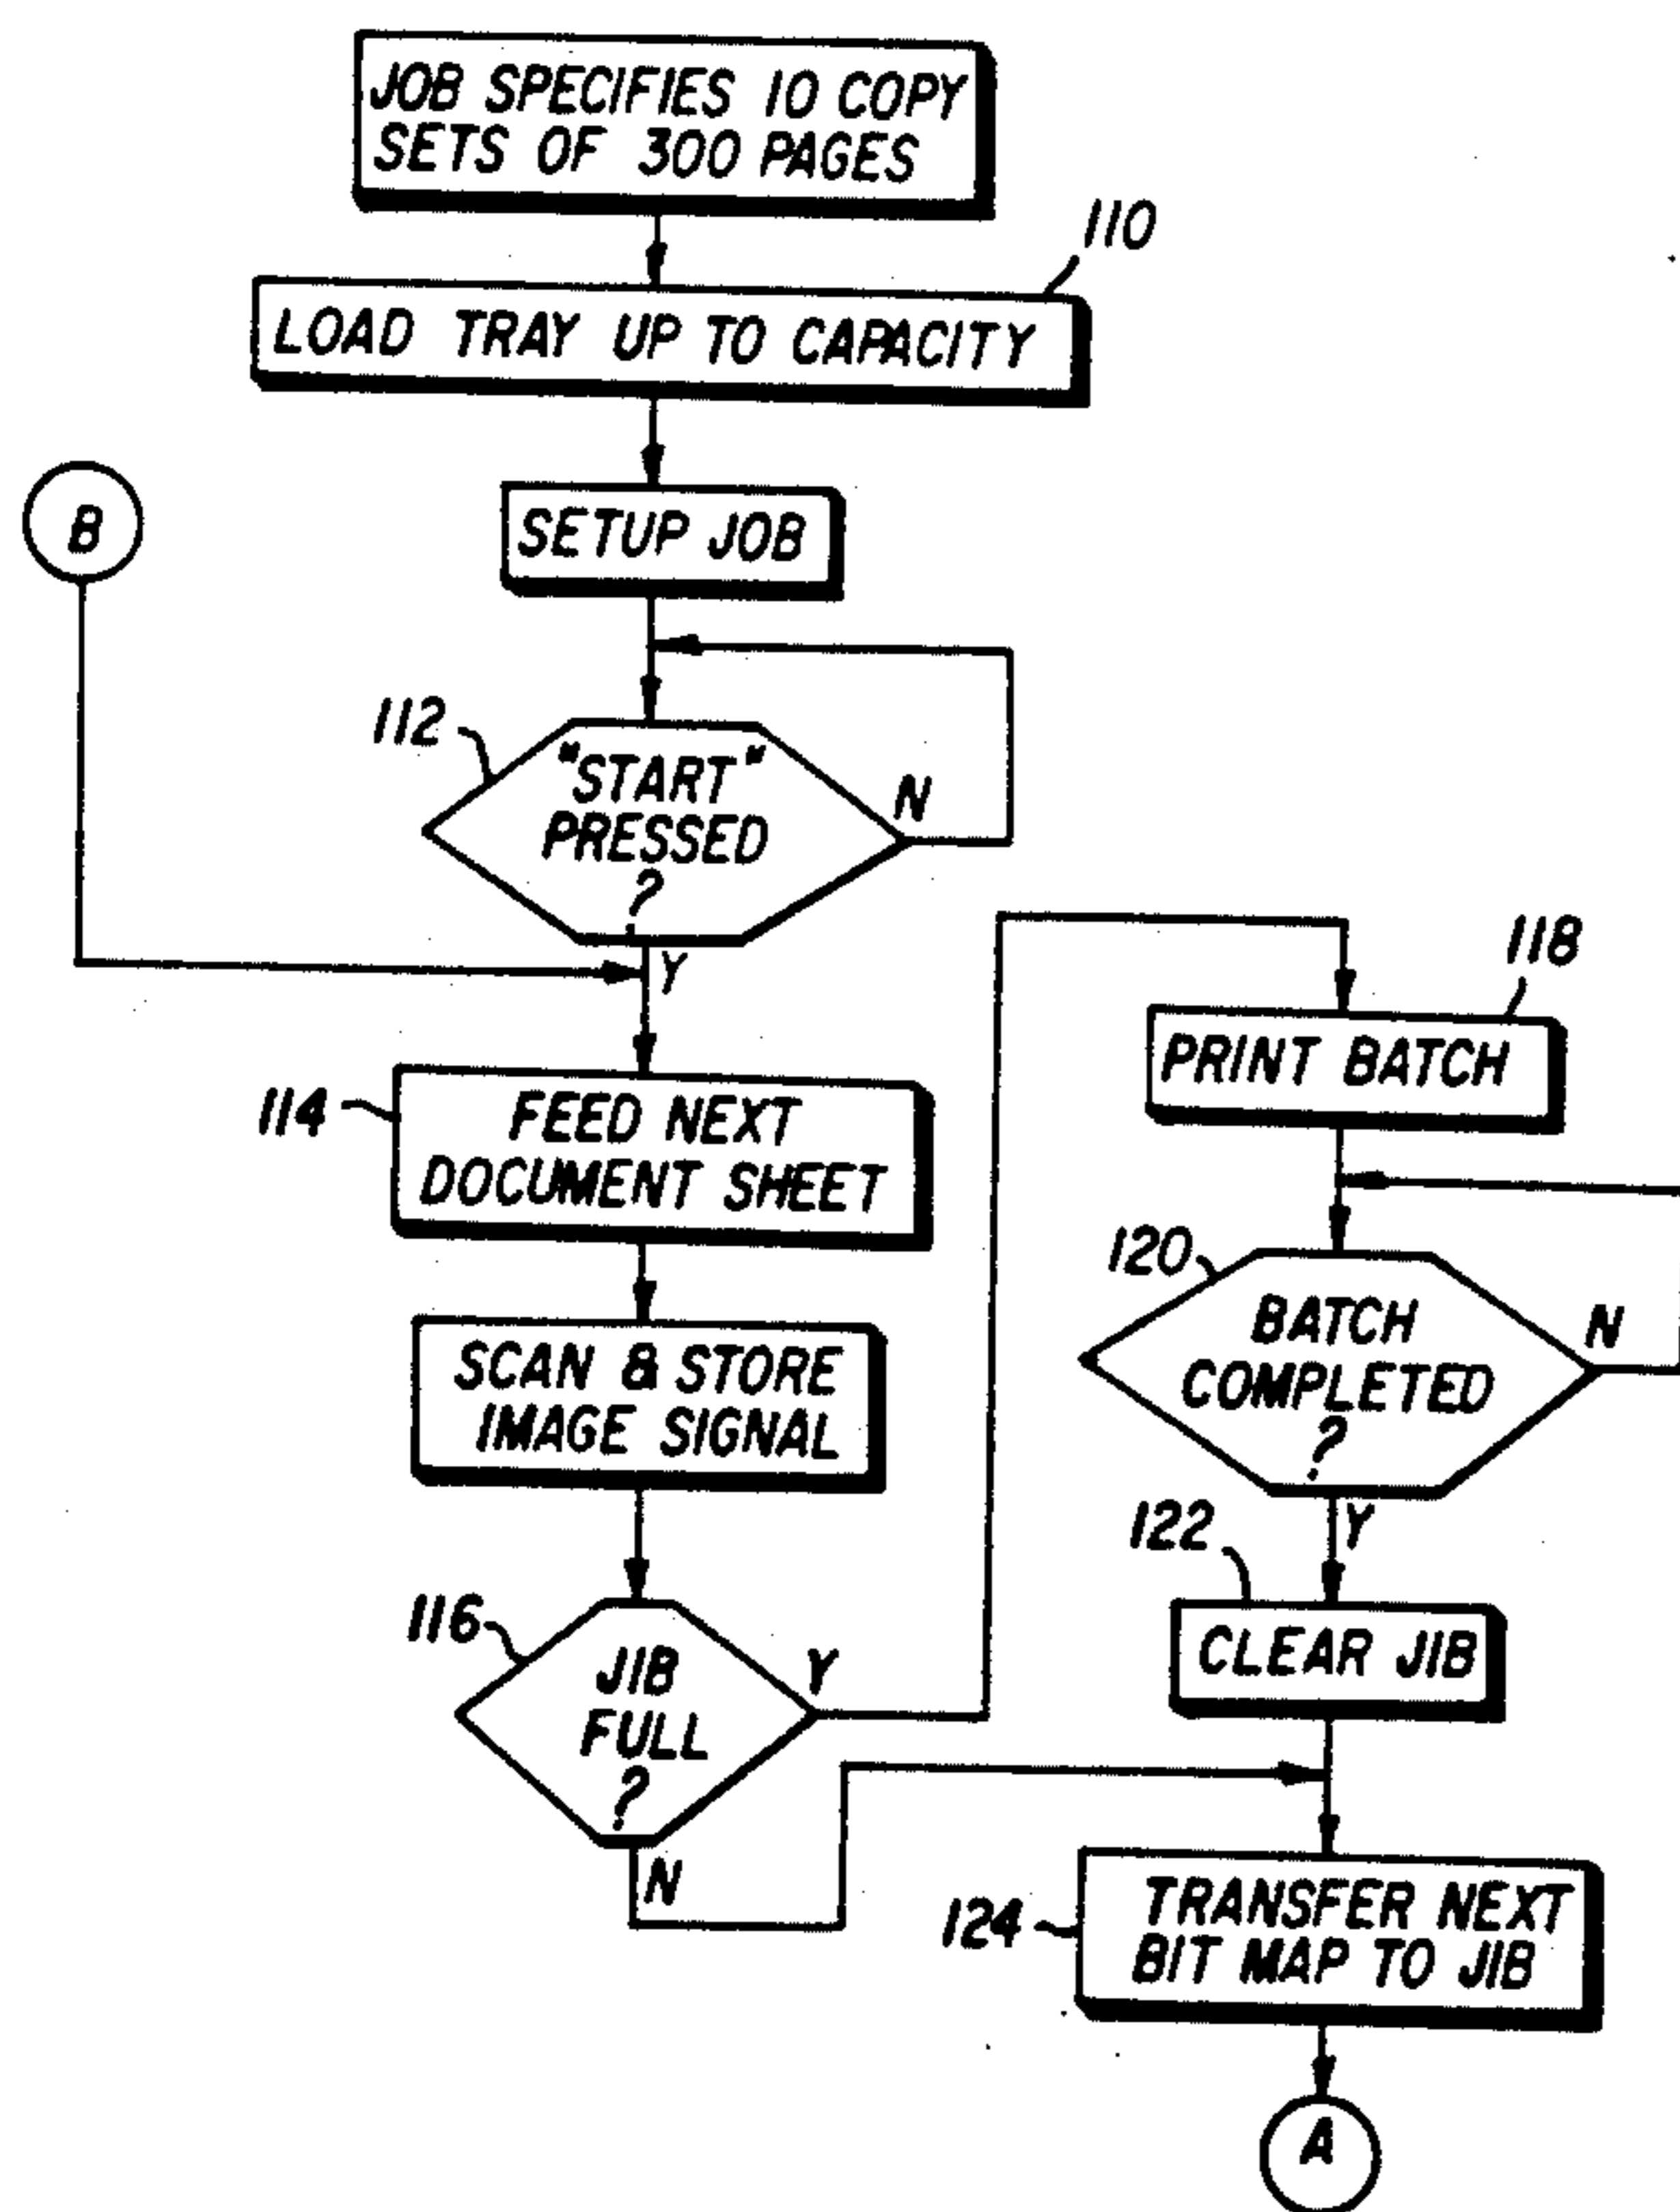 JOB SPECIFIES 10 COPY
SETS OF 300 PAGES
110
LOAD TRAY UP TO CAPACITY
B
SETUP JOB
112
"START"
PRESSED
?
N
Y
114
FEED NEXT
DOCUMENT SHEET
SCAN & STORE
IMAGE SIGNAL
116
JIB
FULL
?
Y
N
118
PRINT BATCH
120
BATCH
COMPLETED
?
N
Y
122
CLEAR JIB
124
TRANSFER NEXT
BIT MAP TO JIB
A